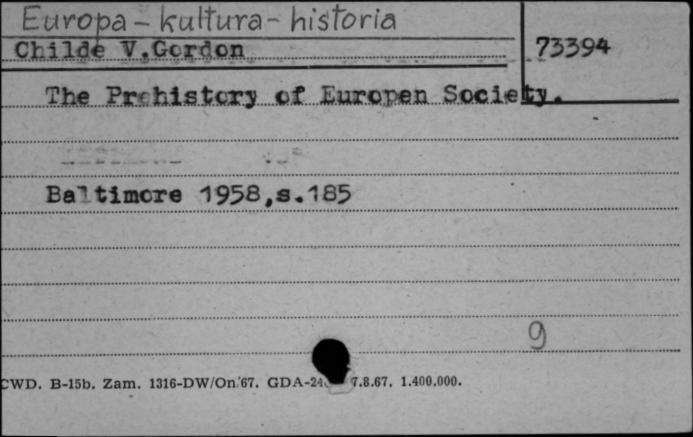 Europa - kultura - historia
Childe V.Gordon
73394
The Prehistory of Europen Society.
Baltimore 1958,s.185
9
CWD. B-15b. Zam. 1316-DW/On.67. GDA-24 7.8.67. 1.400.000.